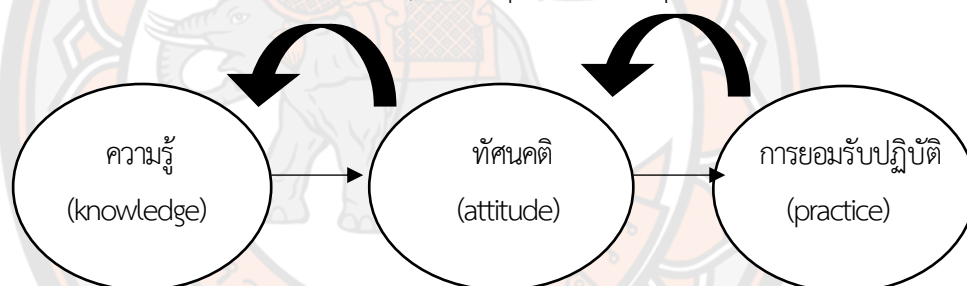 ความรู้
(knowledge)
ทัศนคติ
(attitude)
การยอมรับปฏิบัติ
(practice)